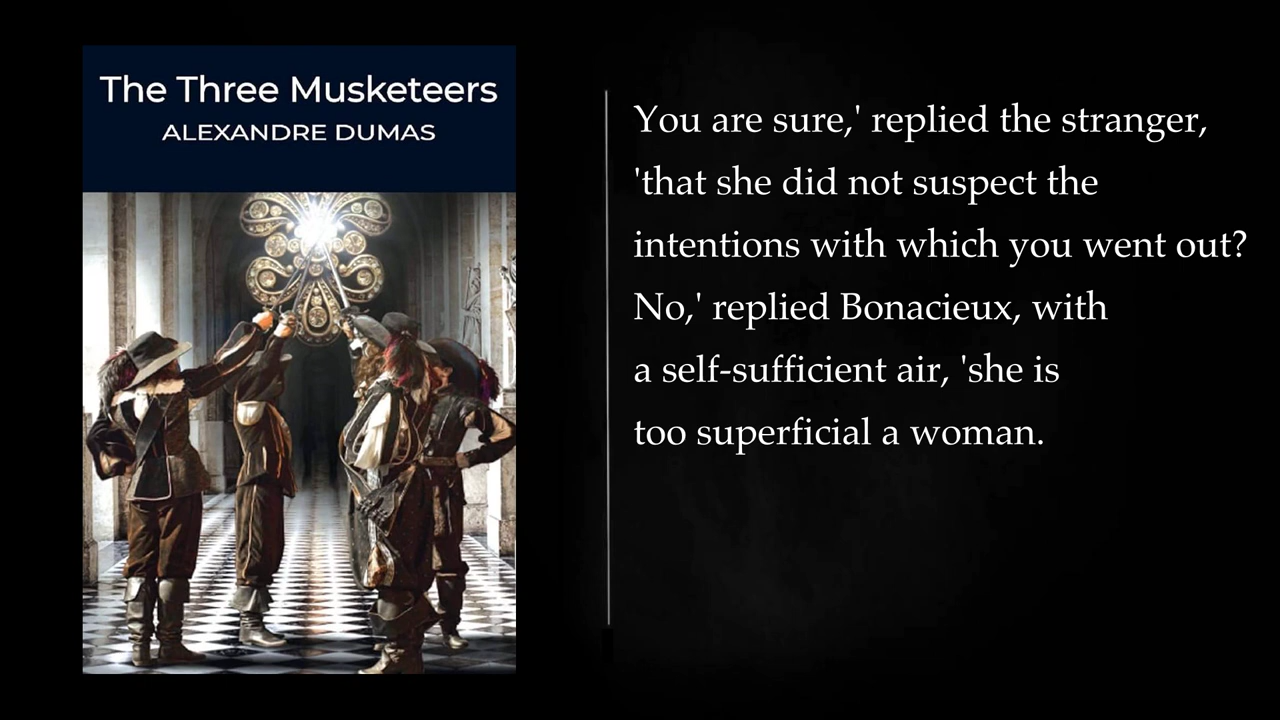 The Three Musketeers
ALEXANDRE DUMAS
You are sure,' replied the stranger,
'that she did not suspect the
intentions with which you went out?
No,' replied Bonacieux, with
a self-sufficient air, 'she is
too superficial a woman.